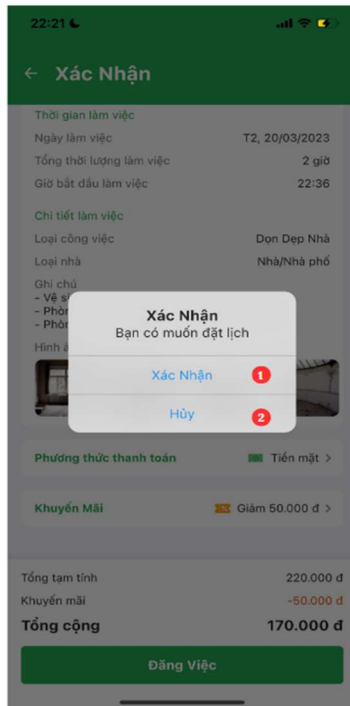 22:21
Xác Nhận
Thời gian làm việc
Ngày làm việc T2, 20/03/2023
Tổng thời lượng làm việc 2 giờ
Giờ bắt đầu làm việc 22:36
Chi tiết làm việc
Loại công việc Dọn Dẹp Nhà
Loại nhà Nhà/Nhà phố
Ghi chú
- Vệ
- Phòn
- Phòn
Hình
Xác Nhận
Bạn có muốn đặt lịch
Xác Nhận 1
Hủy 2
Phương thức thanh toán Tiền mặt >
Khuyến Mãi Giảm 50.000 đ >
Tổng tạm tính 220.000 đ
Khuyến mãi -50.000 đ
Tổng cộng 170.000 đ
Đăng Việc